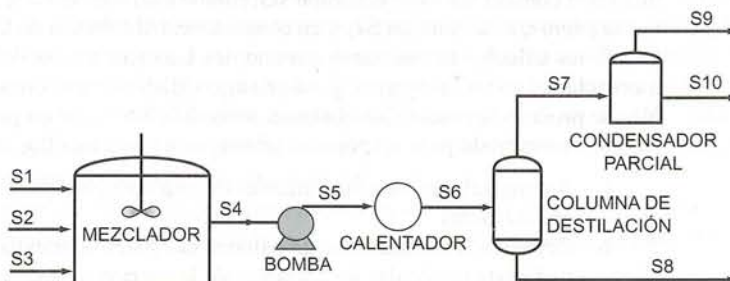 S9
S7
S10
CONDENSADOR
PARCIAL
S1
S5
S6
COLUMNA DE
DESTILACIÓN
S4
S2
MEZCLADOR
CALENTADOR
BOMBA
S3
S8